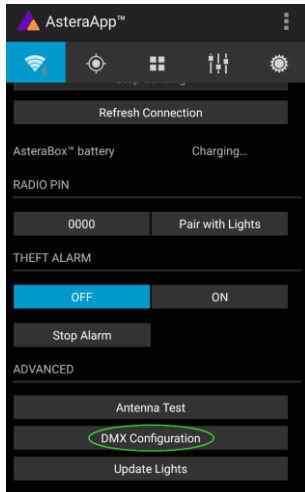 AsteraApp™
Refresh Connection
AsteraBox™ battery Charging...
RADIO PIN
0000 Pair with Lights
THEFT ALARM
OFF ON
Stop Alarm
ADVANCED
Antenna Test
DMX Configuration
Update Lights